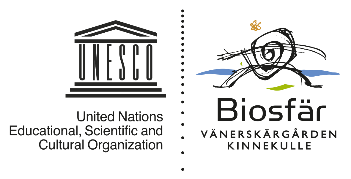 UNESCO
United Nations
Educational, Scientific and
Cultural Organization
Biosfär
VÄNERSKÄRGÅRDEN
KINNEKULLE